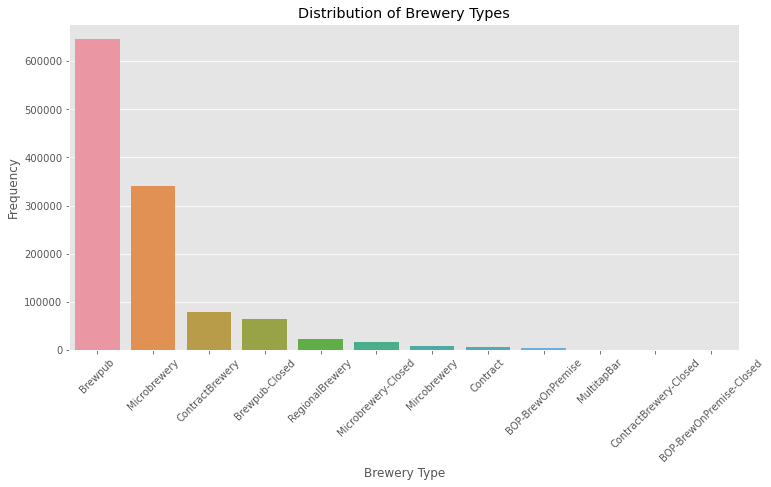 Distribution of Brewery Types
Frequency
600000
500000
400000
300000
200000
100000
0
Brewpub
Microbrewery
ContractBrewery
Brewpub-Closed
RegionalBrewery
Microbrewery-Closed
Mircobrewery
Contract
BOP-BrewOnPremise
MultitapBar
ContractBrewery-Closed
BOP-BrewOnPremise-Closed
Brewery Type